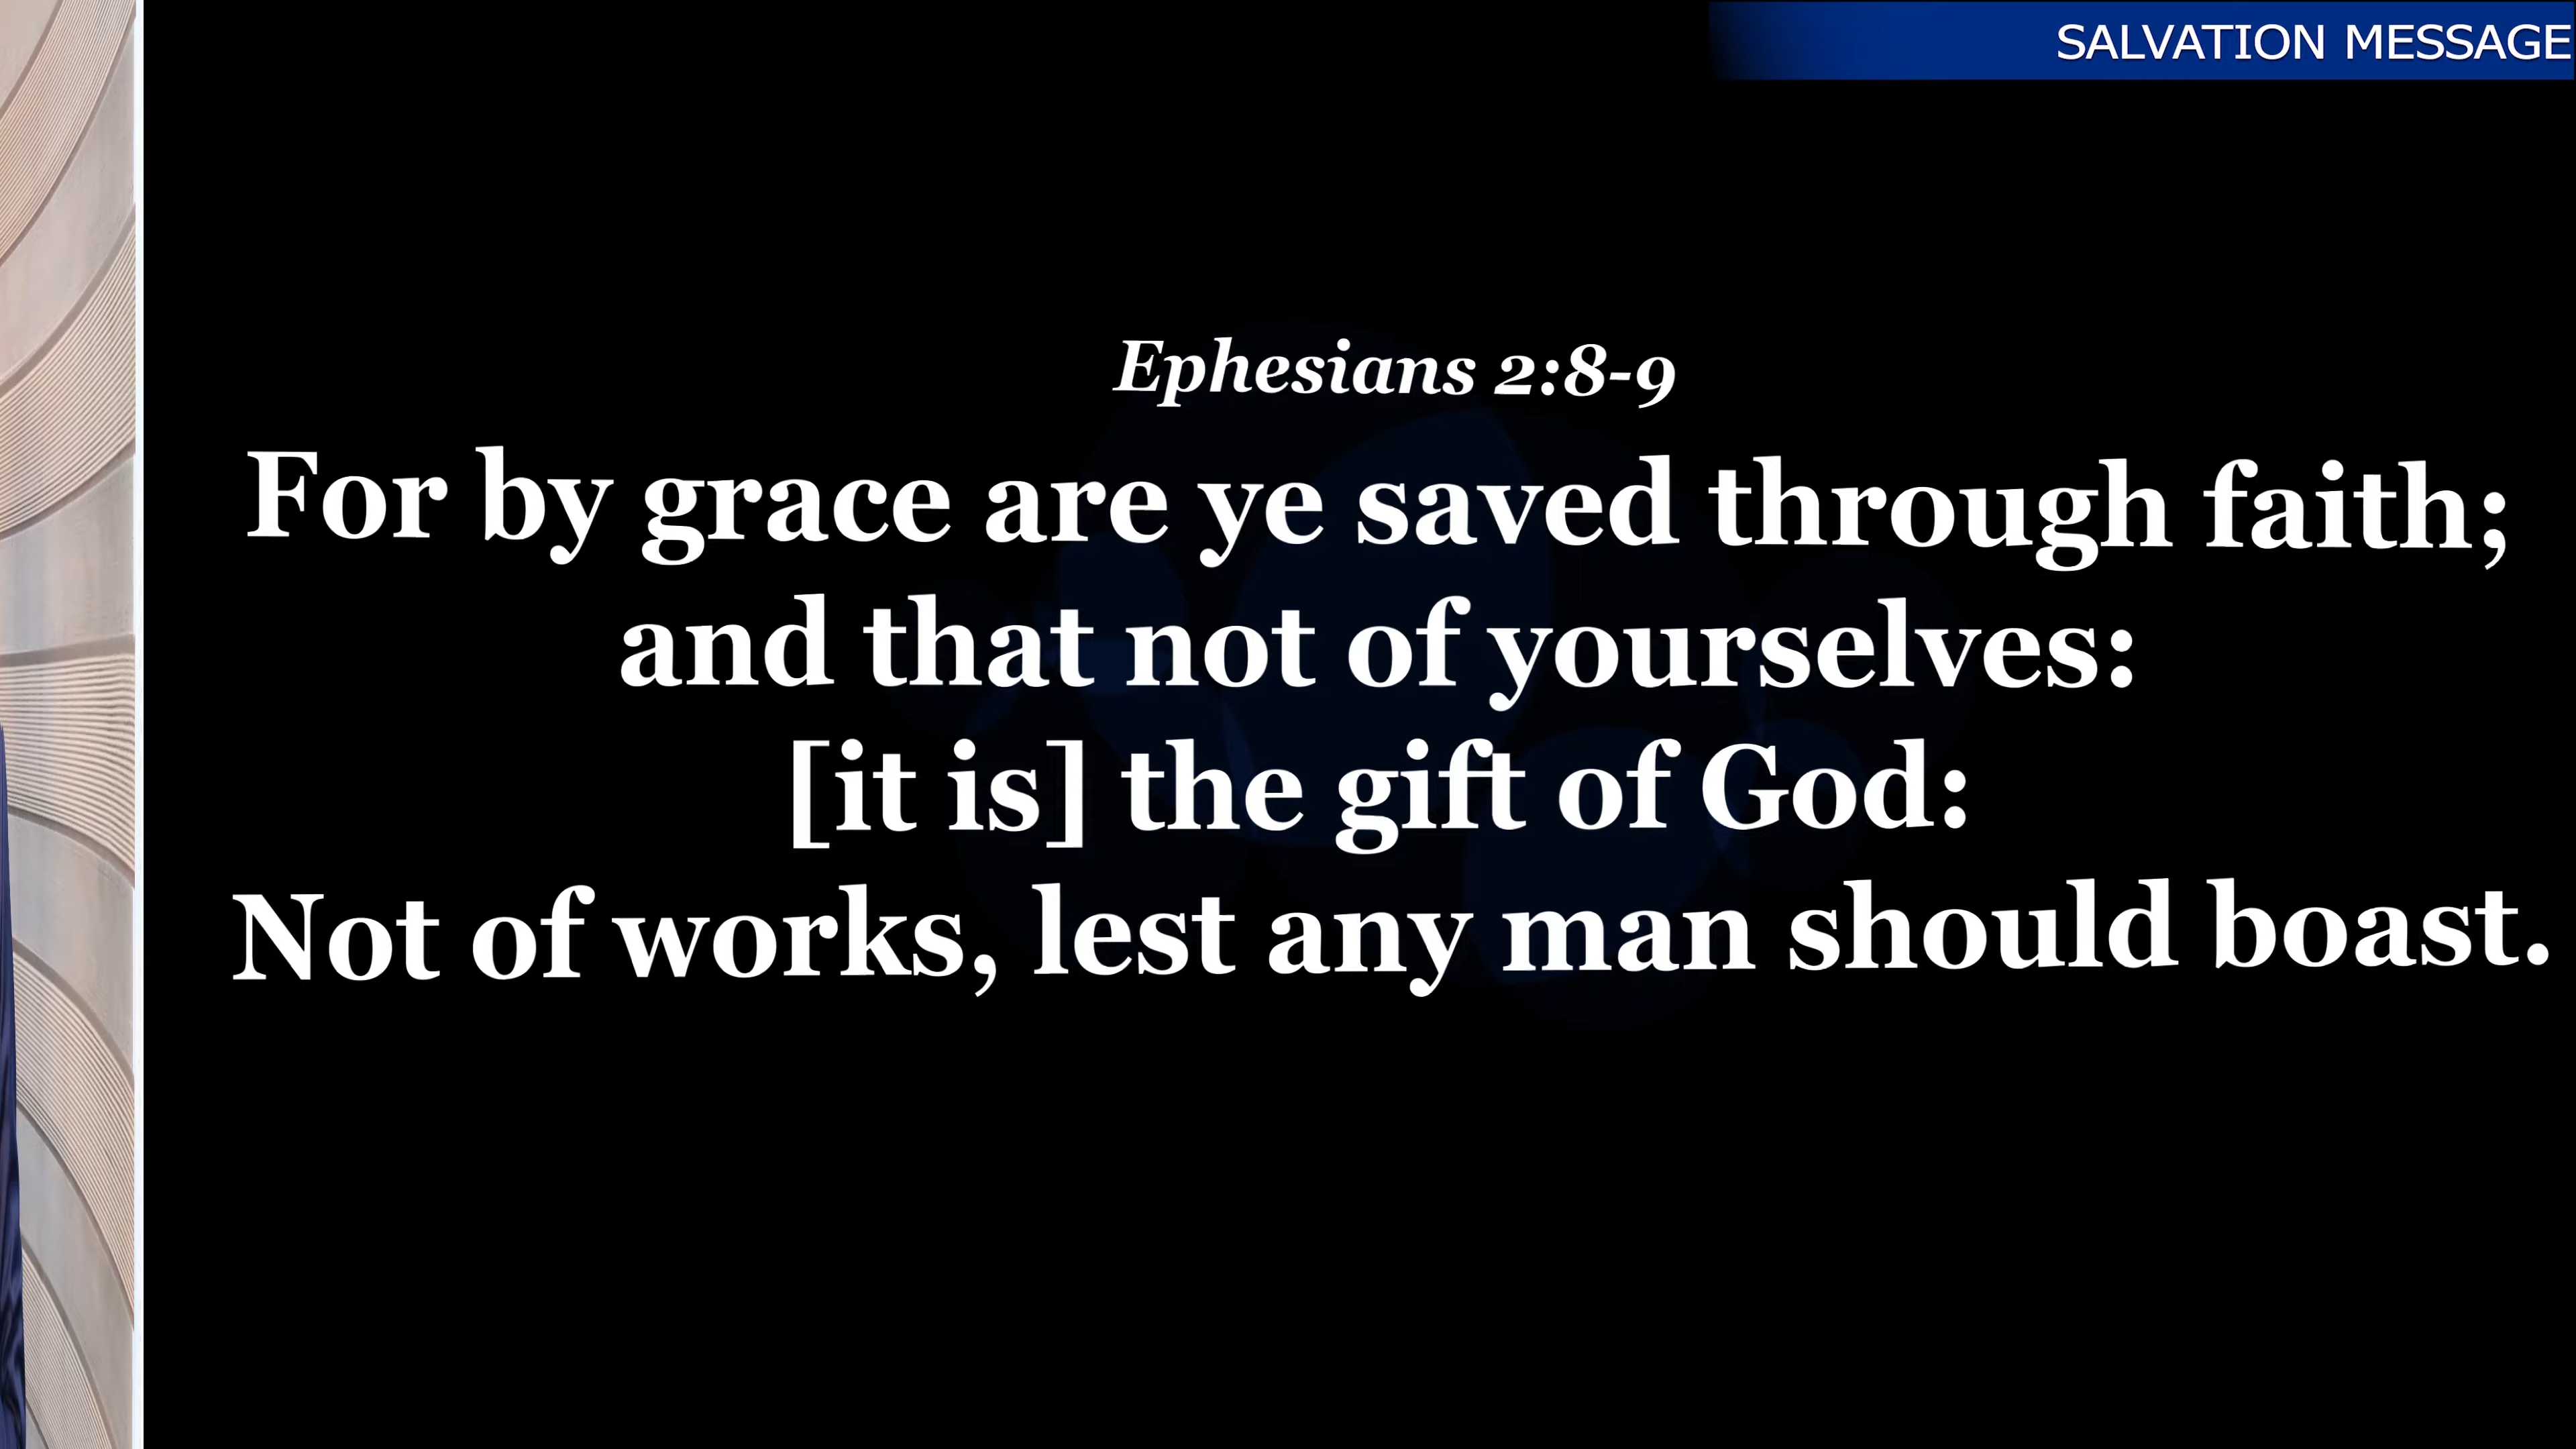 SALVATION MESSAGE
Ephesians 2:8-9
For by grace are ye saved through faith;
and that not of yourselves:
[it is] the gift of God:
Not of works, lest any man should boast.